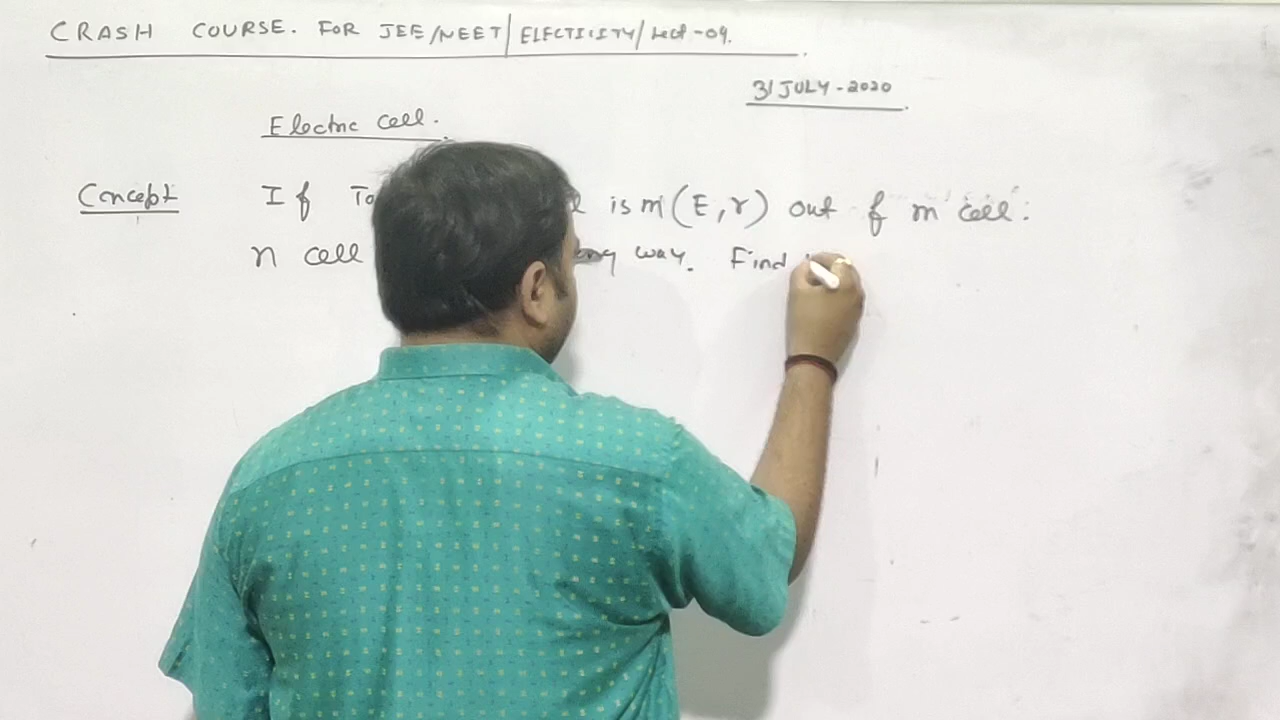 CRASH COURSE. FOR JEE/NEET/ELECTICITY/Lect-04.
31 JULY-2020
Electric cell.
Concept If To is m(E,r) out of m cell.
n cell way. Find